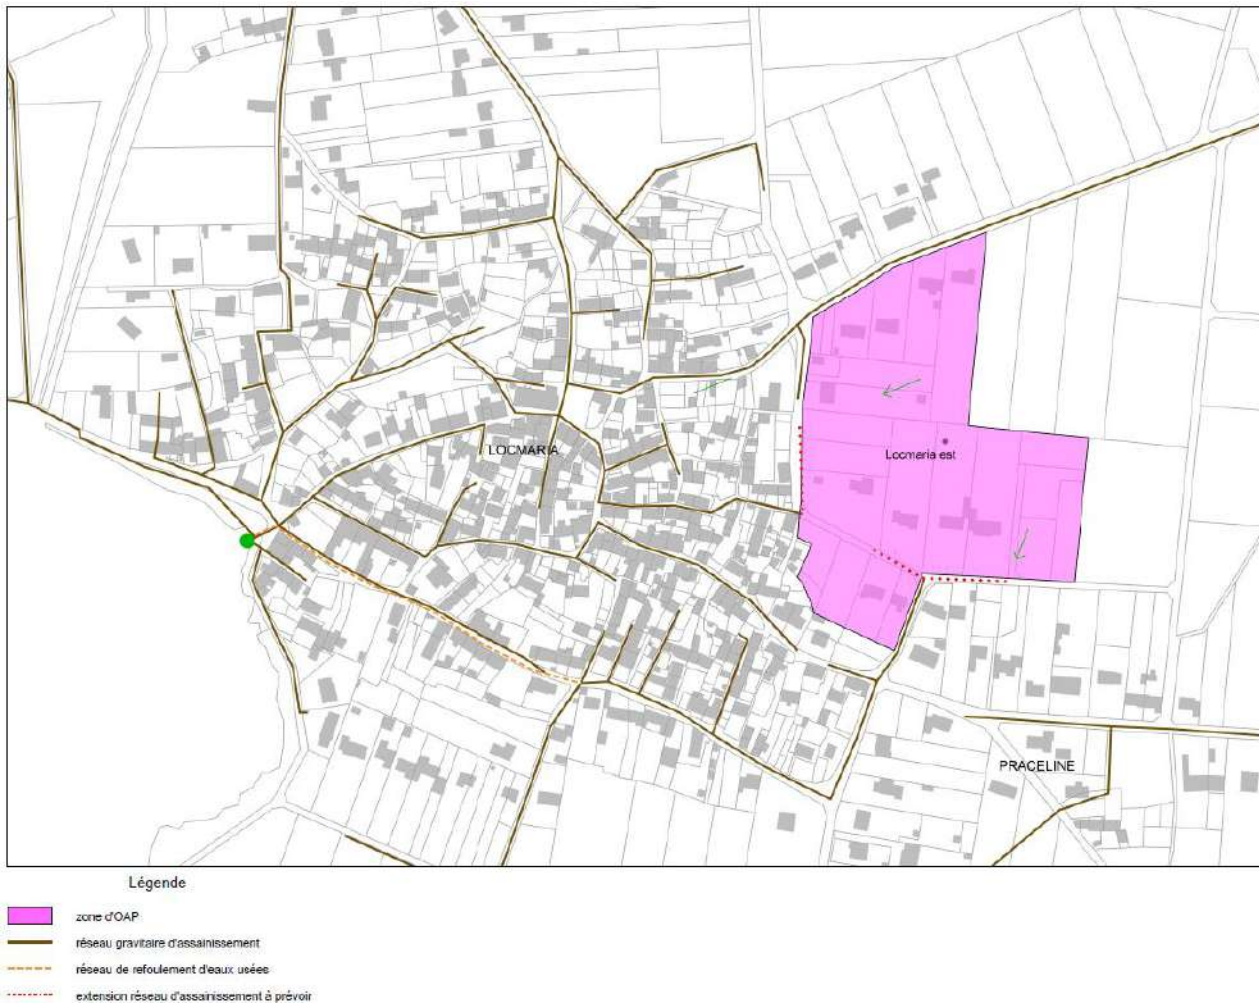 LOCMARIA
Locmaria est
PRACELINE
Légende
zone d'OAP
réseau gravitaire d'assainissement
réseau de refoulement d'eaux usées
extension réseau d'assainissement à prévoir